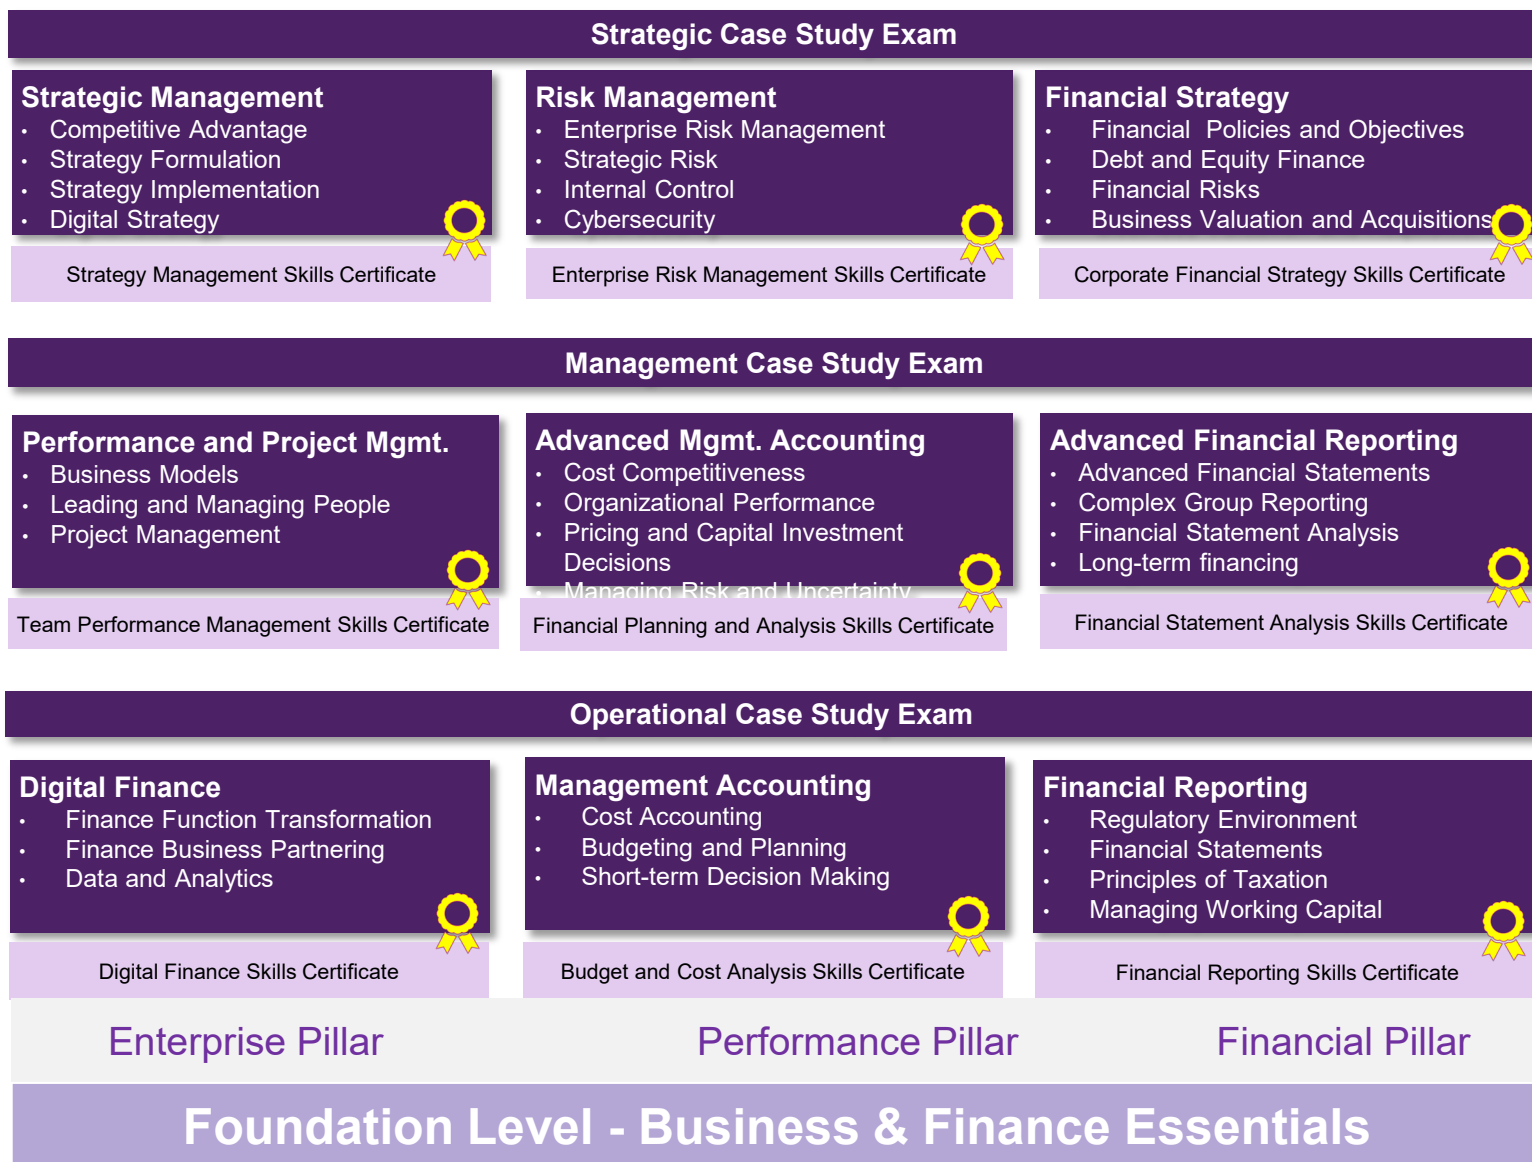 Strategic Case Study Exam
Strategic Management
• Competitive Advantage
• Strategy Formulation
• Strategy Implementation
• Digital Strategy
Strategy Management Skills Certificate
Risk Management
• Enterprise Risk Management
• Strategic Risk
• Internal Control
• Cybersecurity
Enterprise Risk Management Skills Certificate
Financial Strategy
• Financial Policies and Objectives
• Debt and Equity Finance
• Financial Risks
• Business Valuation and Acquisitions
Corporate Financial Strategy Skills Certificate
Management Case Study Exam
Performance and Project Mgmt.
• Business Models
• Leading and Managing People
• Project Management
Team Performance Management Skills Certificate
Advanced Mgmt. Accounting
• Cost Competitiveness
• Organizational Performance
• Pricing and Capital Investment
Decisions
• Managing Risk and Uncertainty
Financial Planning and Analysis Skills Certificate
Advanced Financial Reporting
• Advanced Financial Statements
• Complex Group Reporting
• Financial Statement Analysis
• Long-term financing
Financial Statement Analysis Skills Certificate
Operational Case Study Exam
Digital Finance
• Finance Function Transformation
• Finance Business Partnering
• Data and Analytics
Digital Finance Skills Certificate
Management Accounting
• Cost Accounting
• Budgeting and Planning
• Short-term Decision Making
Budget and Cost Analysis Skills Certificate
Financial Reporting
• Regulatory Environment
• Financial Statements
• Principles of Taxation
• Managing Working Capital
Financial Reporting Skills Certificate
Enterprise Pillar
Performance Pillar
Financial Pillar
Foundation Level - Business & Finance Essentials